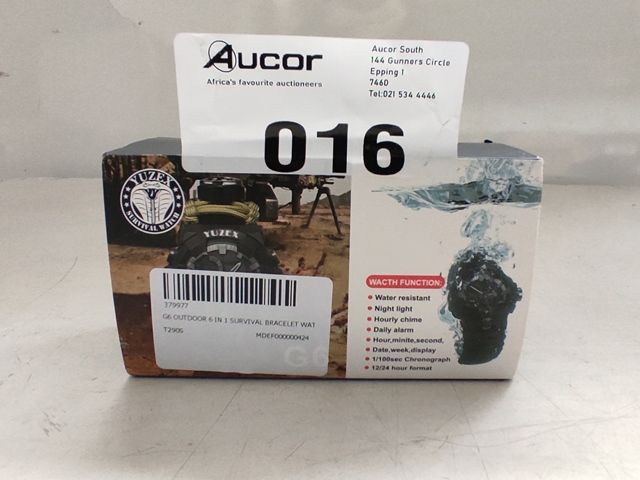 Aucor
Africa's favourite auctioneers
Aucor South
144 Gunners Circle
Epping 1
7460
Tel:021 534 4446
016
YUZEX
SURVIVAL WATCH
YUZEX
379977
G6 OUTDOOR 6 IN 1 SURVIVAL BRACELET WAT
T290S
MDEF000000424
G6
WACTH FUNCTION:
Water resistant
Night light
Hourly chime
Daily alarm
Hour,minite,second,
Date,week,display
1/100sec Chronograph
12/24 hour format